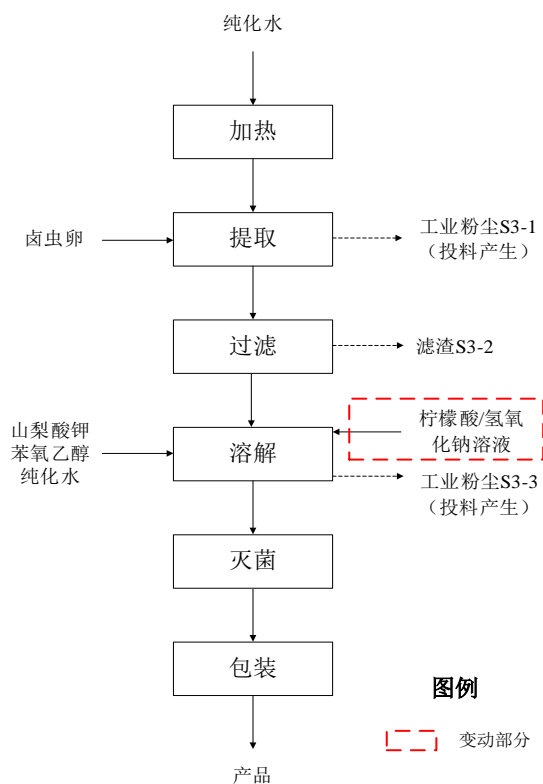 纯化水
加热
卤虫卵
提取
工业粉尘S3-1
（投料产生）
过滤
滤渣S3-2
山梨酸钾
苯氧乙醇
纯化水
溶解
柠檬酸/氢氧
化钠溶液
工业粉尘S3-3
（投料产生）
灭菌
包装
图例
变动部分
产品